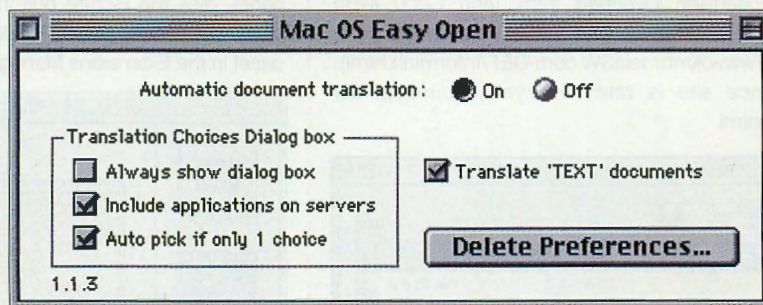 Mac OS Easy Open
Automatic document translation: On Off
Translation Choices Dialog box
Always show dialog box
Translate 'TEXT' documents
Include applications on servers
Auto pick if only 1 choice
Delete Preferences...
1.1.3